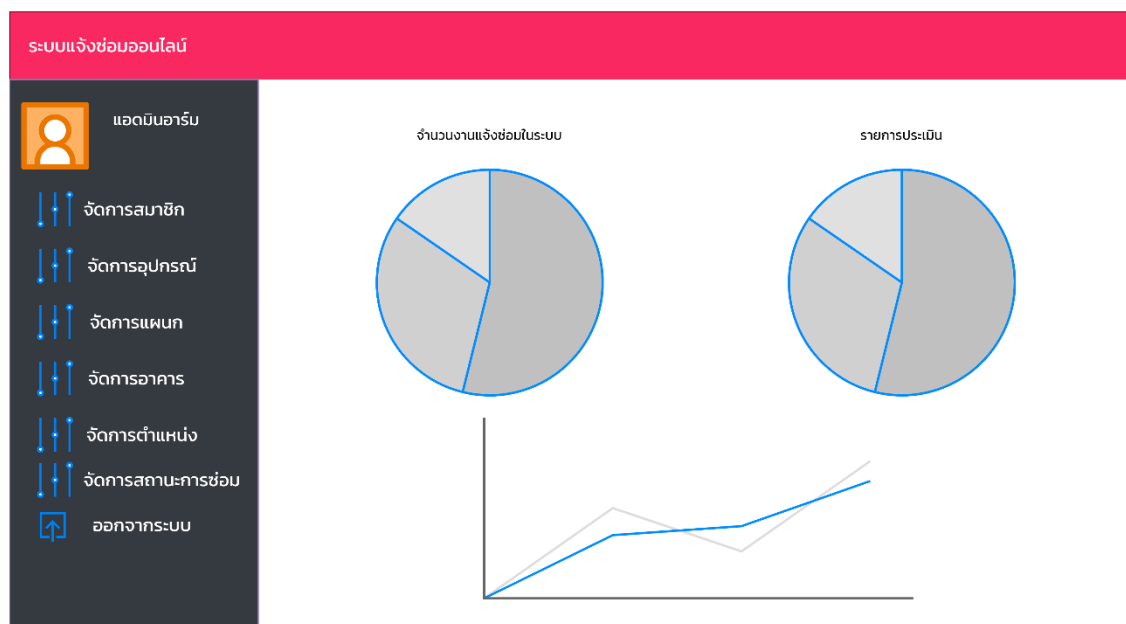 ระบบแจ้งซ่อมออนไลน์
แอดมินอาร์ม
จัดการสมาชิก
จัดการอุปกรณ์
จัดการแผนก
จัดการอาคาร
จัดการตำแหน่ง
จัดการสถานะการซ่อม
ออกจากระบบ
จำนวนงานแจ้งซ่อมในระบบ
รายการประเมิน